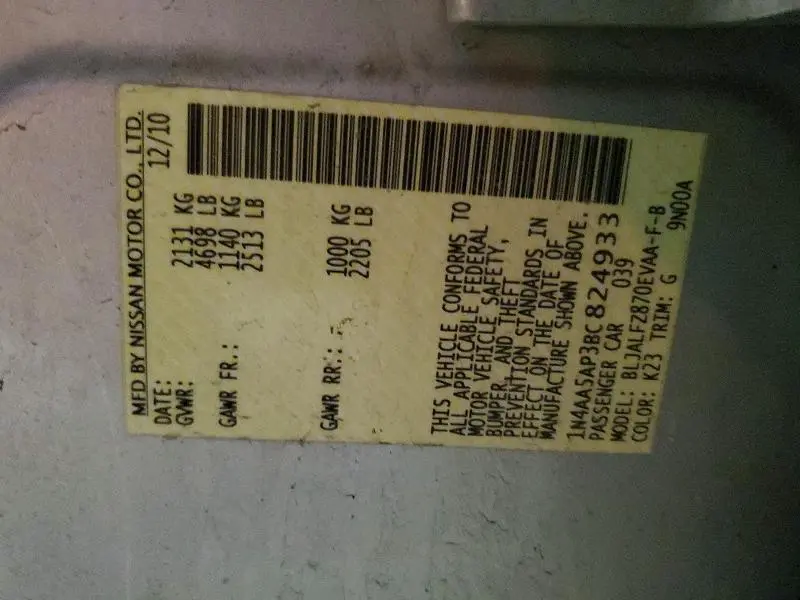 MFD BY NISSAN MOTOR CO., LTD.
DATE: 12/10
GVWR: 2131 KG
4698 LB
GAWR FR.: 1140 KG
2513 LB
GAWR RR.: 1000 KG
2205 LB
THIS VEHICLE CONFORMS TO
ALL APPLICABLE FEDERAL
MOTOR VEHICLE SAFETY,
BUMPER, AND THEFT
PREVENTION STANDARDS IN
EFFECT ON THE DATE OF
MANUFACTURE SHOWN ABOVE.
1N4AA5AP3BC824933
PASSENGER CAR 039
MODEL: BLJALFZ870EVAA-F-B
COLOR: K23 TRIM: G 9N00A